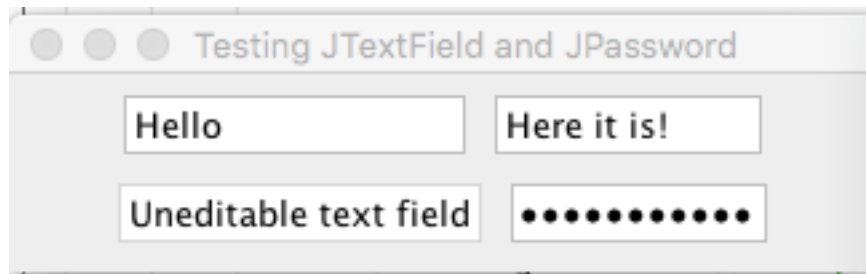 Testing JTextField and JPassword
Hello
Here it is!
Uneditable text field
•••••••••••